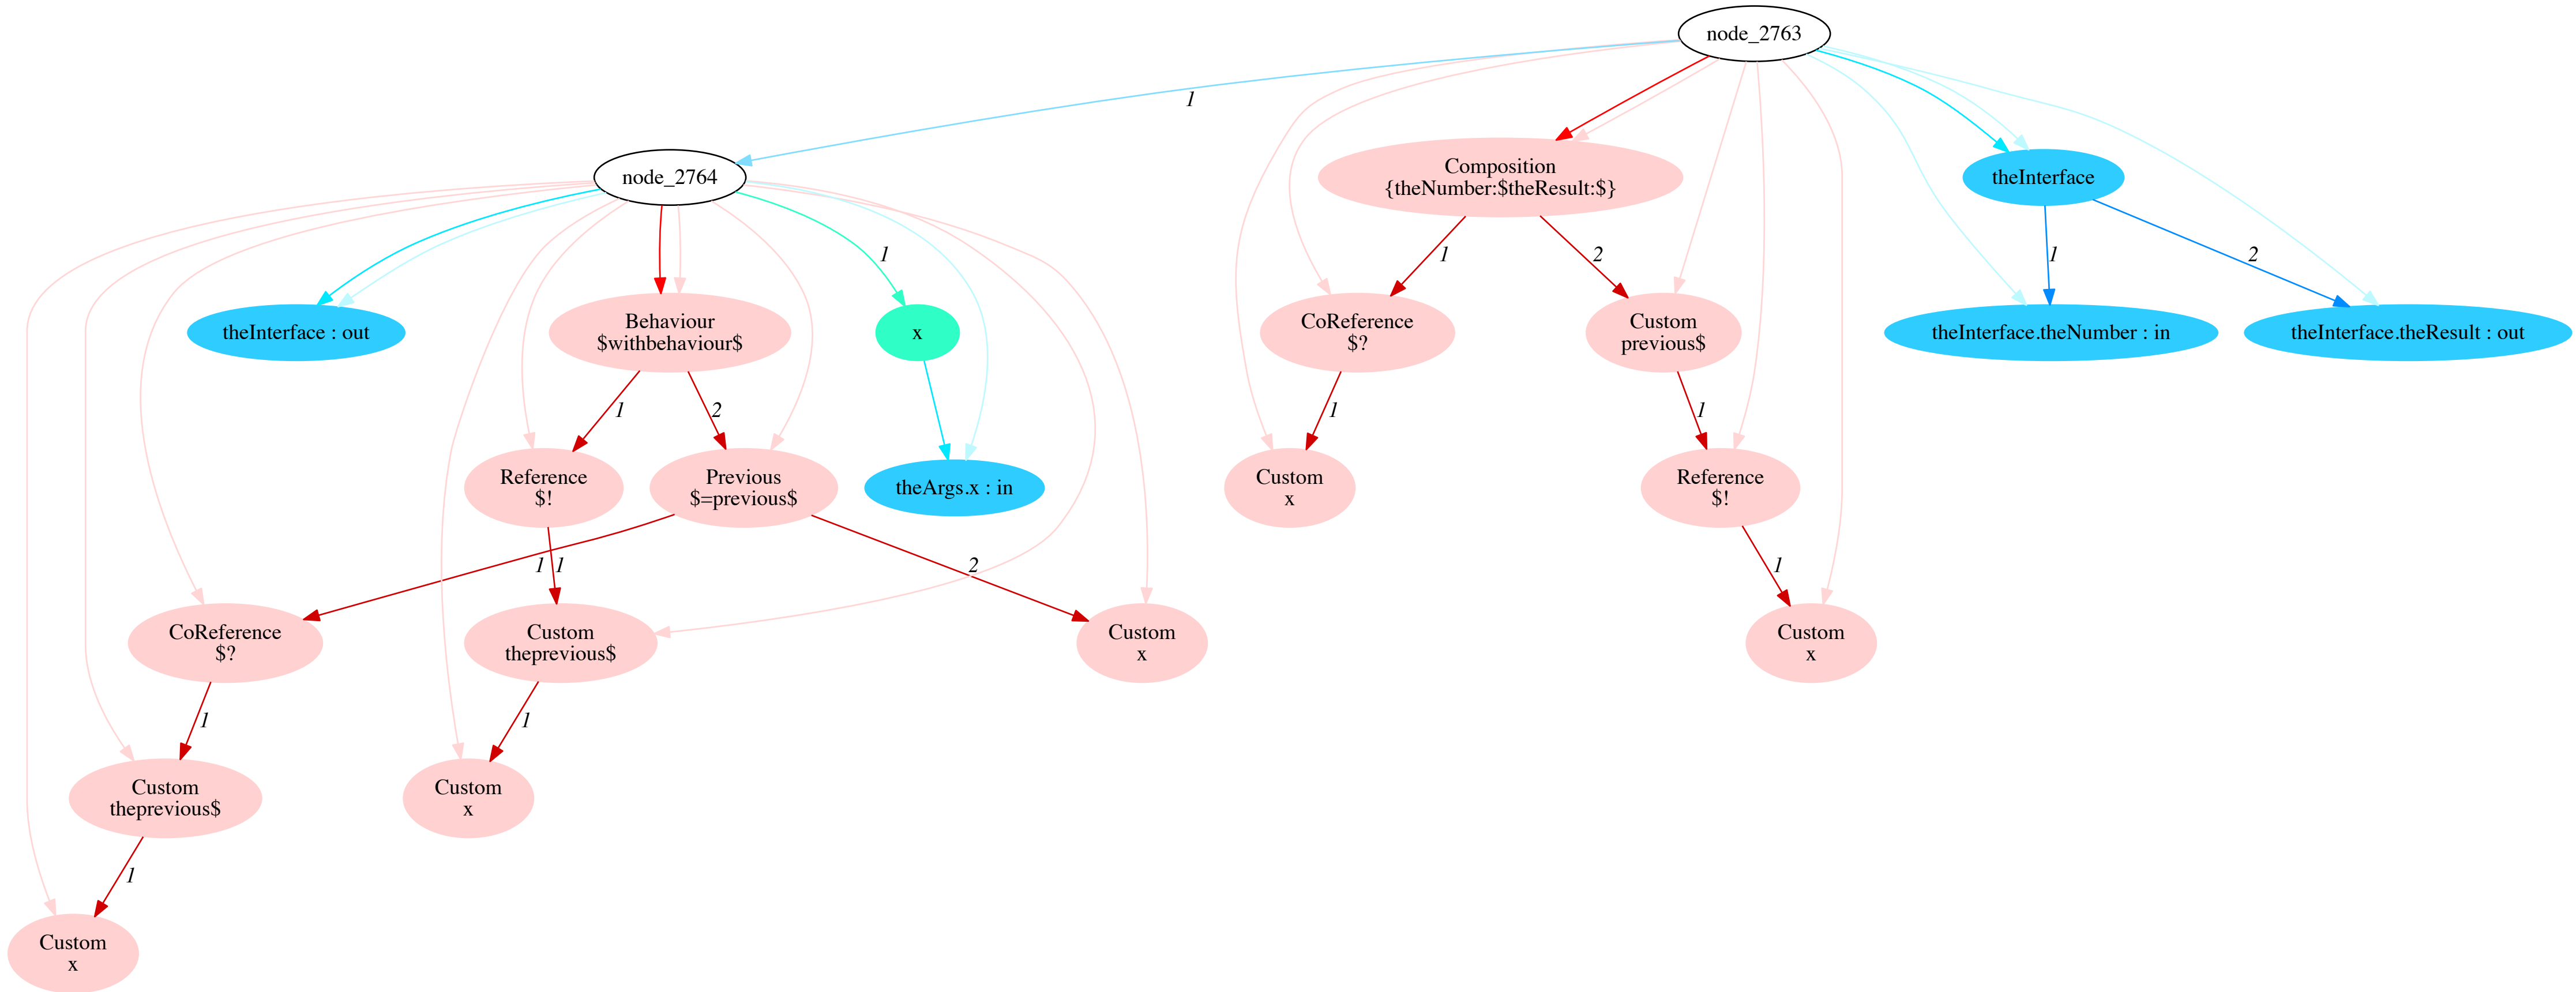 node_2763
1
node_2764
Composition
{theNumber:$theResult:$}
theInterface
1
1
2
1
2
theInterface : out
Behaviour
$withbehaviour$
x
CoReference
$?
Custom
previous$
theInterface.theNumber : in
theInterface.theResult : out
1
2
1
1
Reference
$!
Previous
$=previous$
theArgs.x : in
Custom
x
Reference
$!
1
1
2
1
CoReference
$?
Custom
theprevious$
Custom
x
Custom
x
1
1
Custom
theprevious$
Custom
x
1
Custom
x